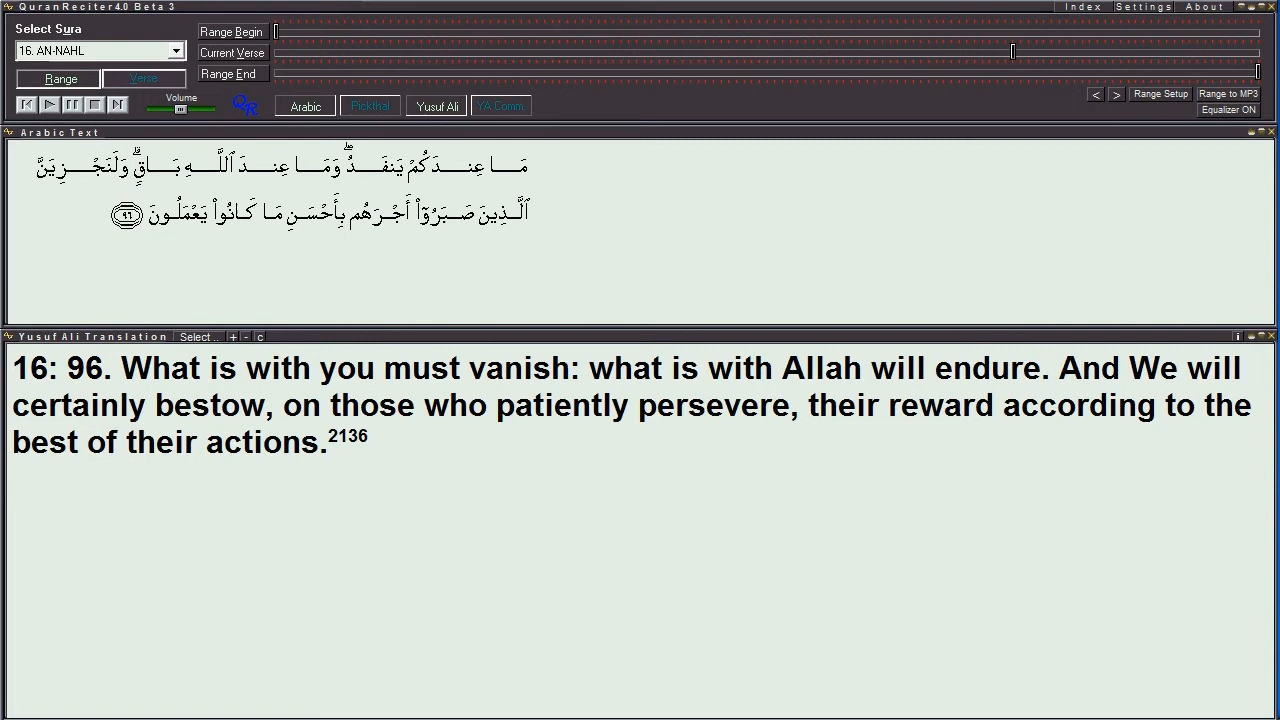 QuranReciter4.0 Beta 3
Index
Settings
About
Select Sura
16. AN-NAHL
Range
Verse
Volume
QR
Range Begin
Current Verse
Range End
Arabic
Pickthal
Yusuf Ali
YA Comm.
<
>
Range Setup
Range to MP3
Equalizer ON
Arabic Text
مَا عِندَكُمْ يَنفَدُ ۖ وَمَا عِندَ ٱللَّهِ بَاقٍ ۗ وَلَنَجْزِيَنَّ
ٱلَّذِينَ صَبَرُوٓا۟ أَجْرَهُم بِأَحْسَنِ مَا كَانُوا۟ يَعْمَلُونَ ٩٦
Yusuf Ali Translation
Select ..
+
-
c
i
16: 96. What is with you must vanish: what is with Allah will endure. And We will
certainly bestow, on those who patiently persevere, their reward according to the
best of their actions.2136